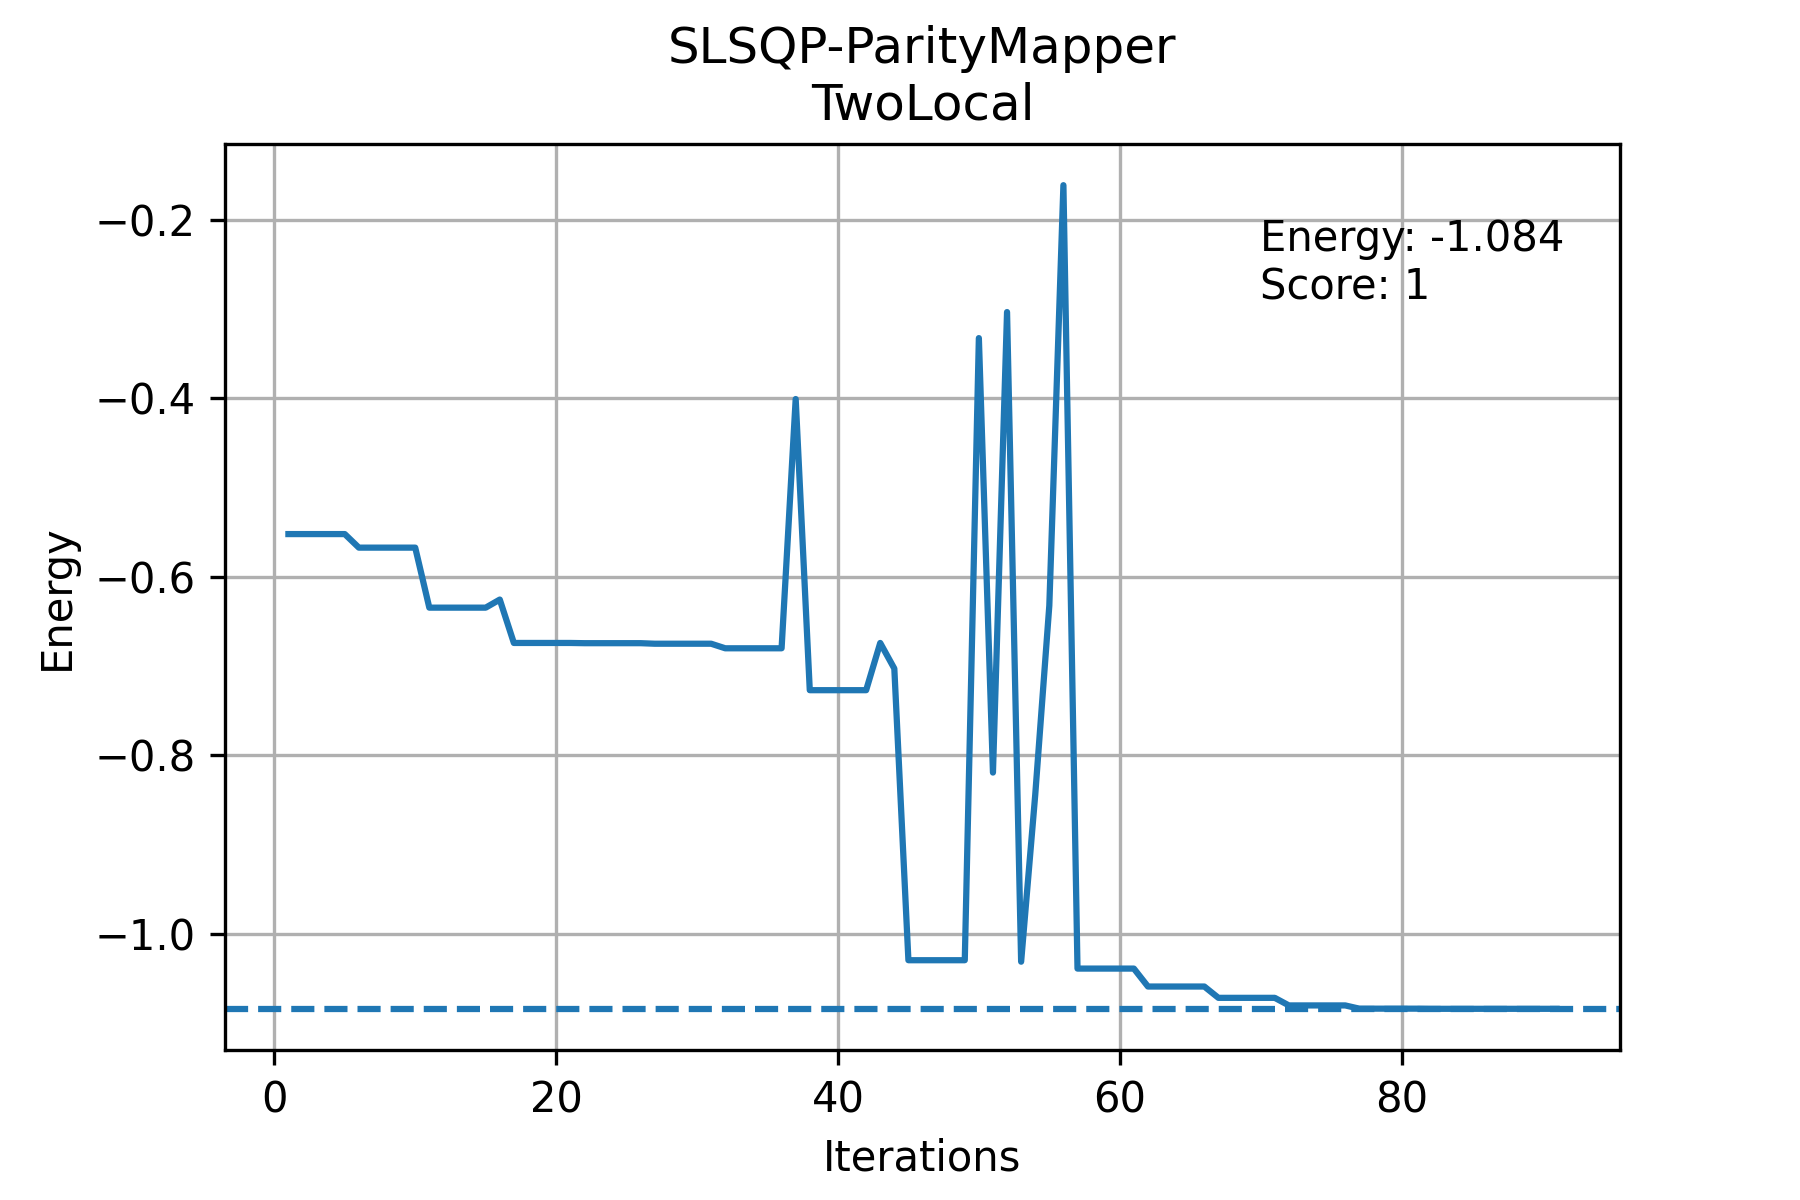 SLSQP-ParityMapper
TwoLocal
Energy: -1.084
Score: 1
−0.2
−0.4
−0.6
−0.8
−1.0
Energy
0 20 40 60 80
Iterations